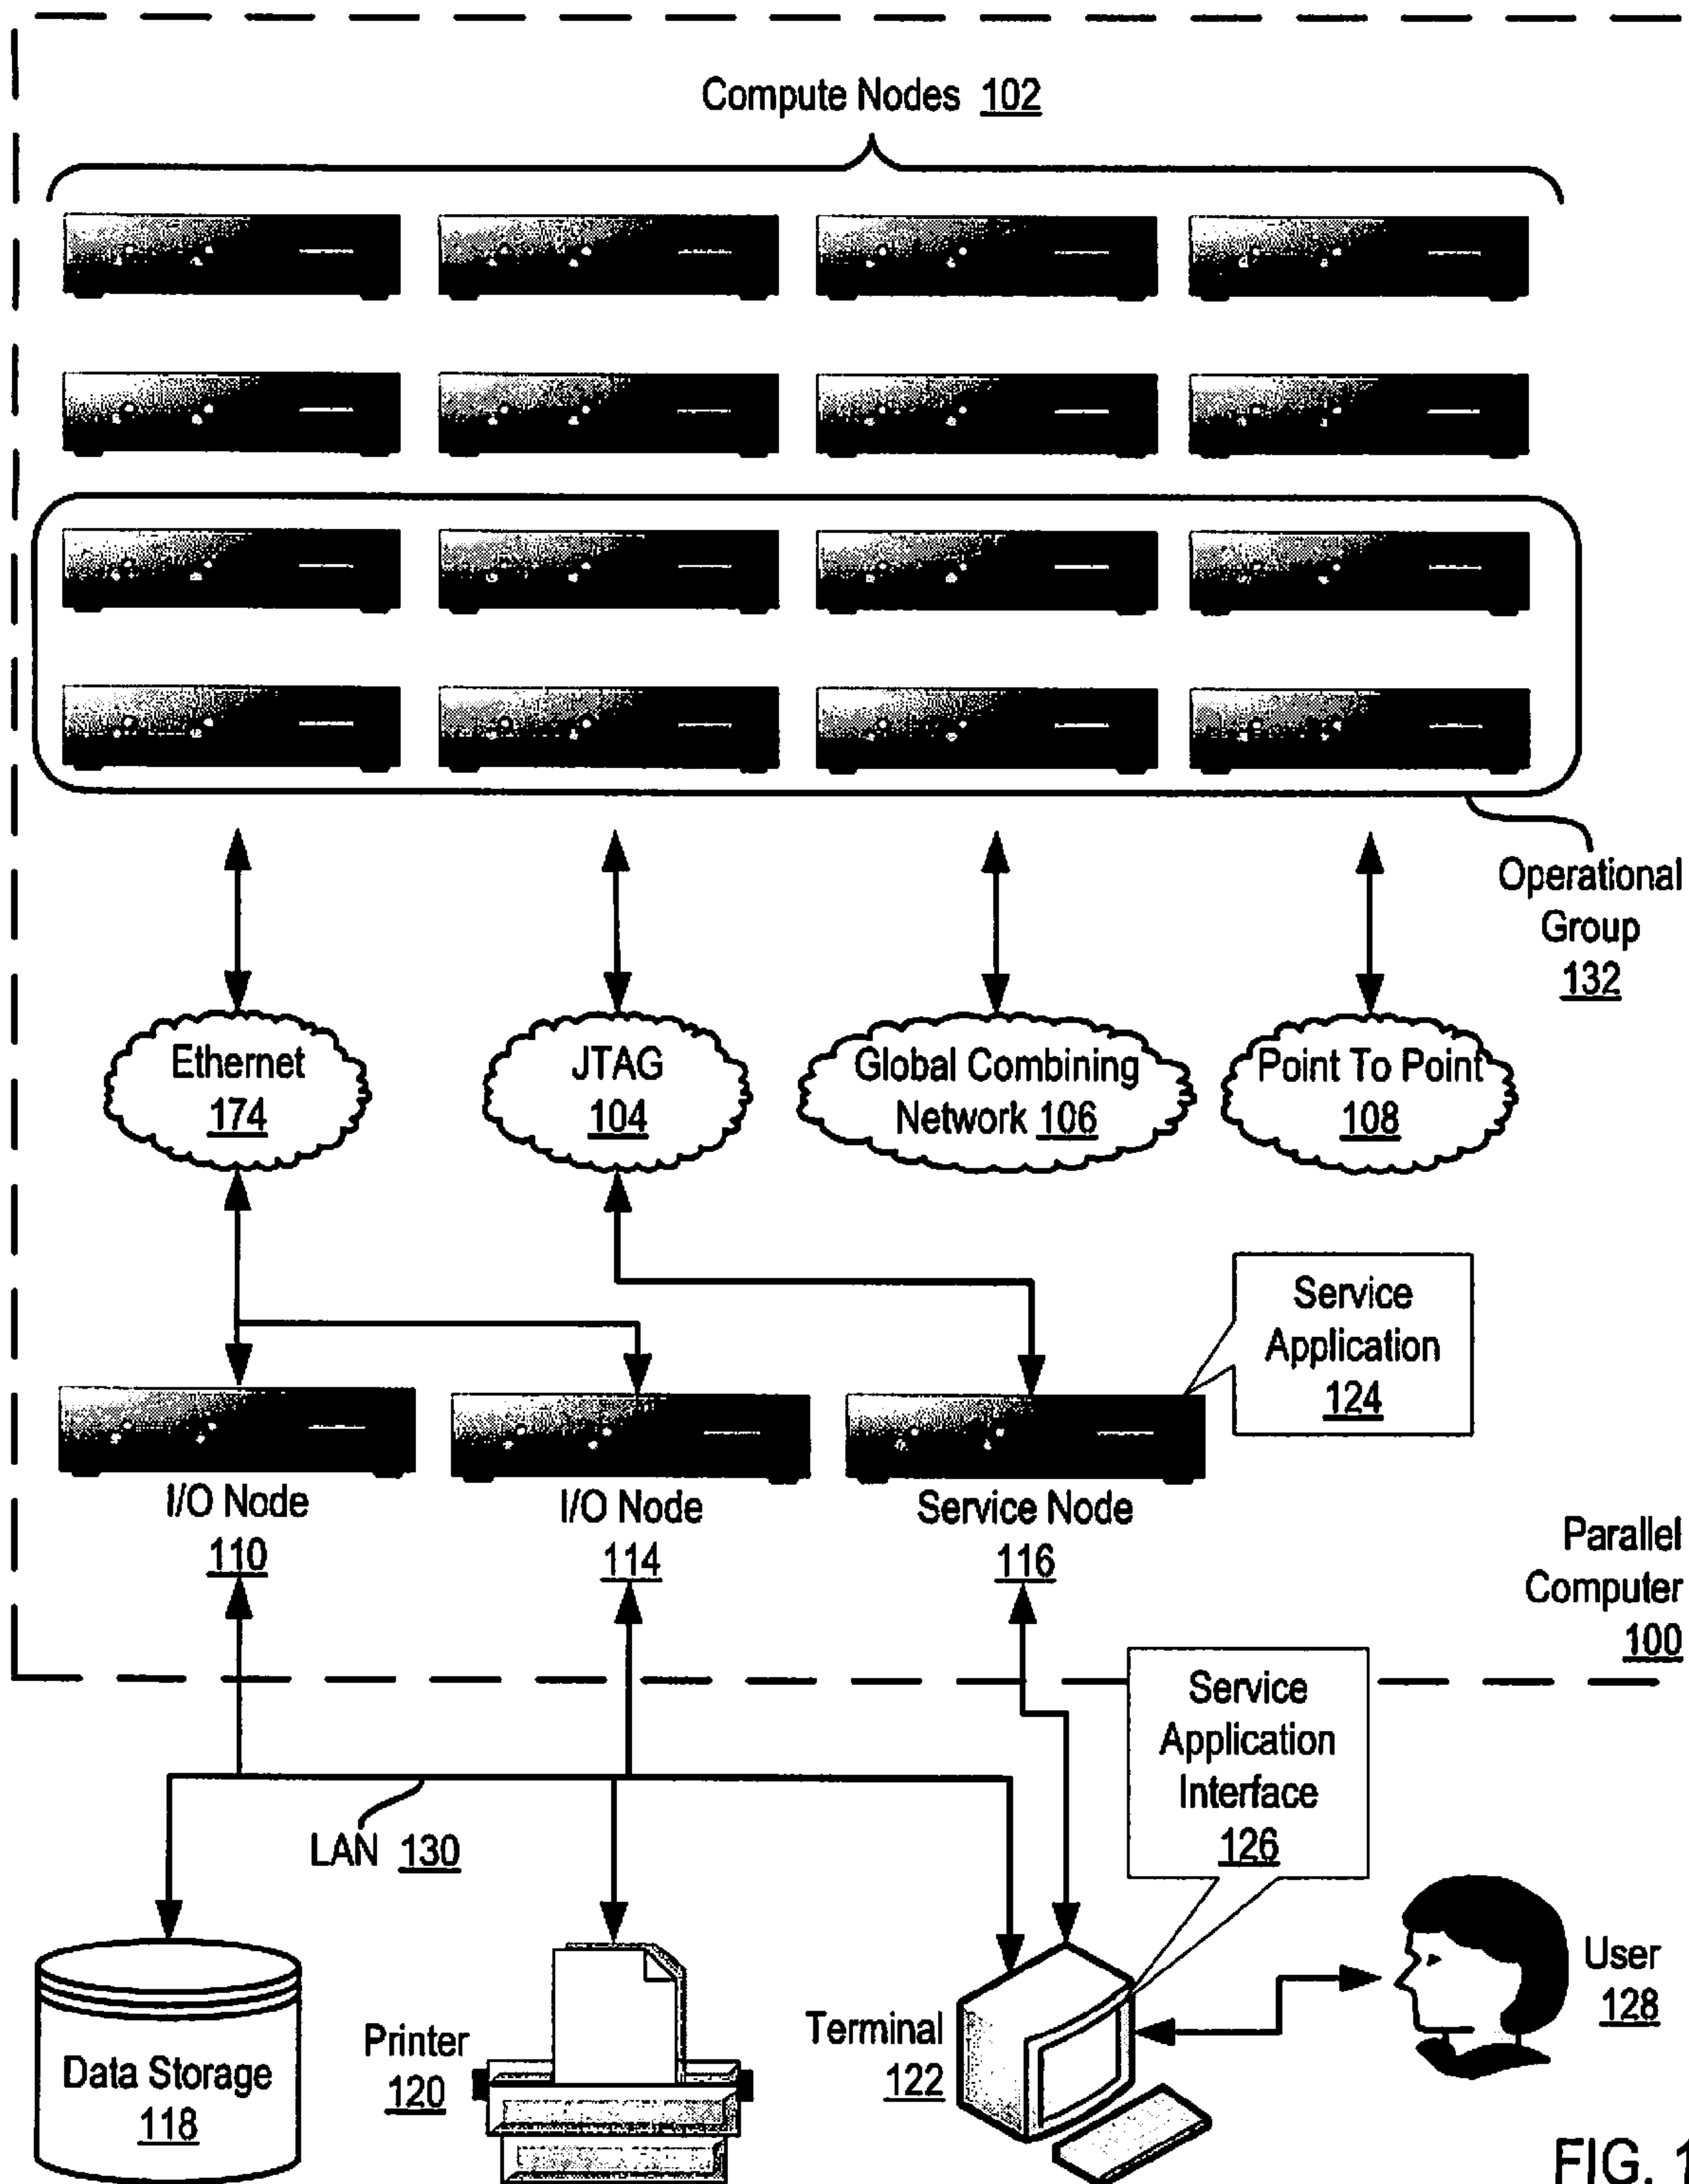 Compute Nodes 102
Operational
Group
132
Ethernet
174
JTAG
104
Global Combining
Network 106
Point To Point
108
Service
Application
124
I/O Node
110
I/O Node
114
Service Node
116
Parallel
Computer
100
Service
Application
Interface
126
LAN 130
Data Storage
118
Printer
120
Terminal
122
User
128
FIG. 1